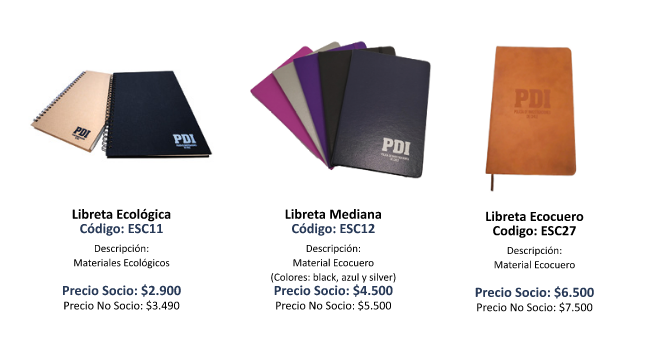 PDI
PDI
PDI
PDI
Libreta Ecológica
Código: ESC11
Descripción:
Materiales Ecológicos
Precio Socio: $2.900
Precio No Socio: $3.490
Libreta Mediana
Código: ESC12
Descripción:
Material Ecocuero
(Colores: black, azul y silver)
Precio Socio: $4.500
Precio No Socio: $5.500
Libreta Ecocuero
Codigo: ESC27
Descripción:
Material Ecocuero
Precio Socio: $6.500
Precio No Socio: $7.500